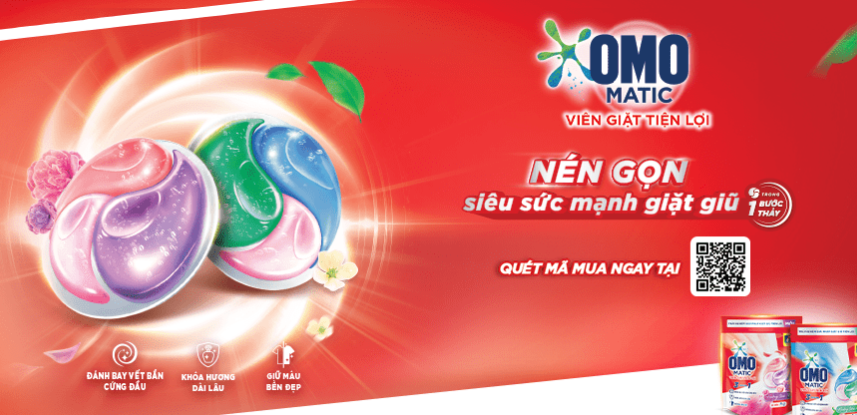 OMO
MATIC
VIÊN GIẶT TIỆN LỢI
NÉN GỌN
siêu sức mạnh giặt giũ
TRONG
1 BƯỚC
THẢY
QUÉT MÃ MUA NGAY TẠI
ĐÁNH BAY VẾT BẨN
CỨNG ĐẦU
KHÓA HƯƠNG
DÀI LÂU
GIỮ MÀU
BỀN ĐẸP
OMO
MATIC
OMO
MATIC